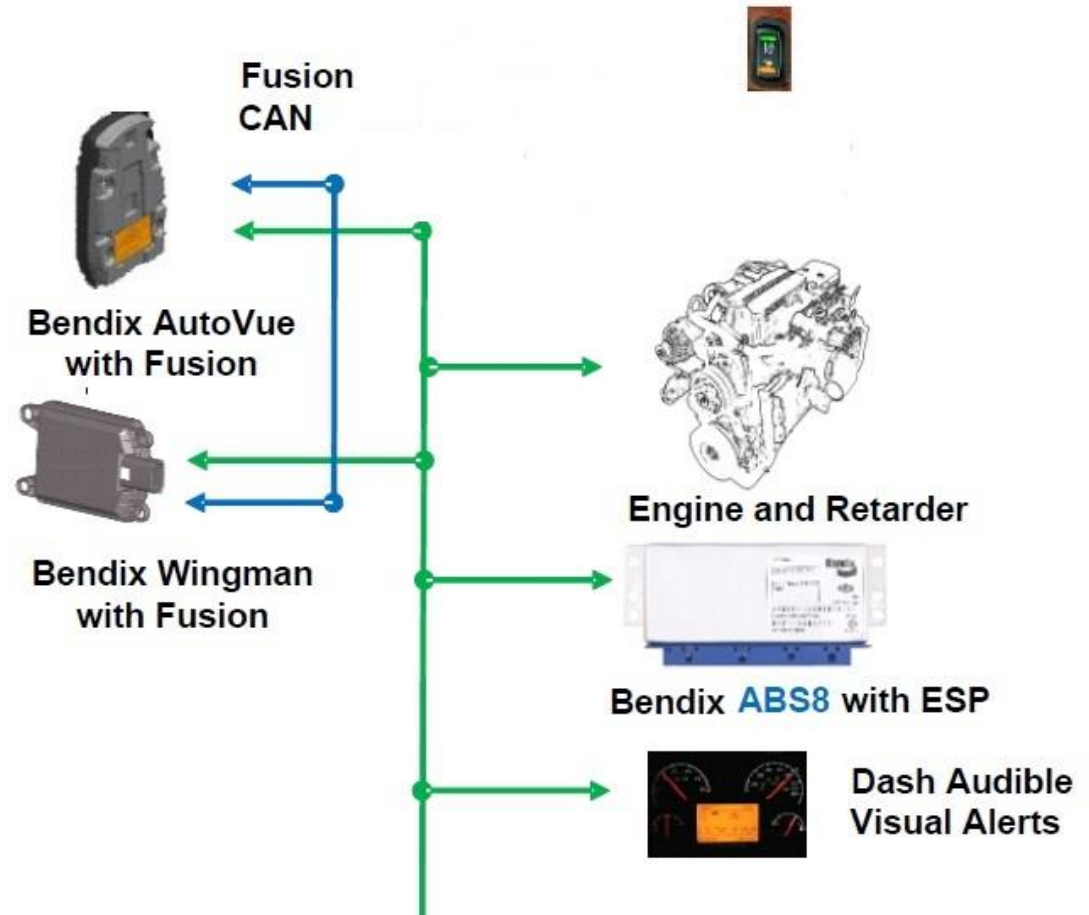 Fusion
CAN
Bendix AutoVue
with Fusion
Engine and Retarder
Bendix Wingman
with Fusion
Bendix
Bendix ABS8 with ESP
Dash Audible
Visual Alerts